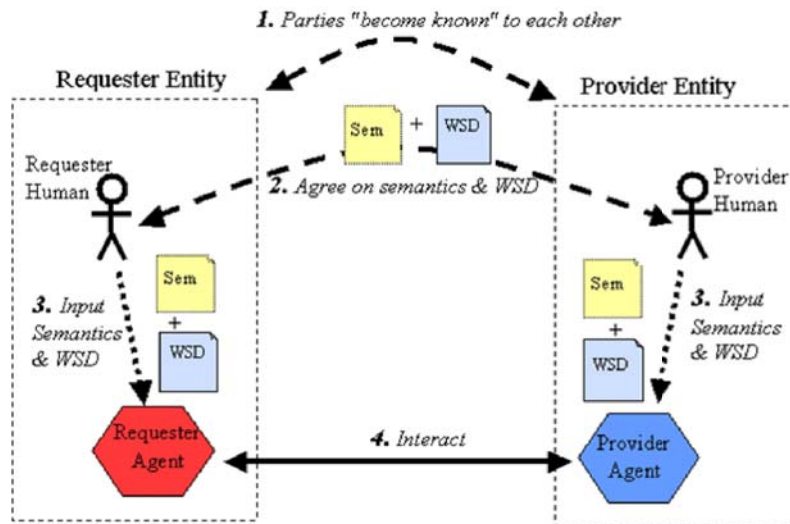 1. Parties "become known" to each other
Requester Entity
Provider Entity
Sem
+
WSD
2. Agree on semantics & WSD
Requester
Human
Provider
Human
Sem
+
WSD
3. Input
Semantics
& WSD
Sem
+
WSD
3. Input
Semantics
& WSD
Requester
Agent
4. Interact
Provider
Agent